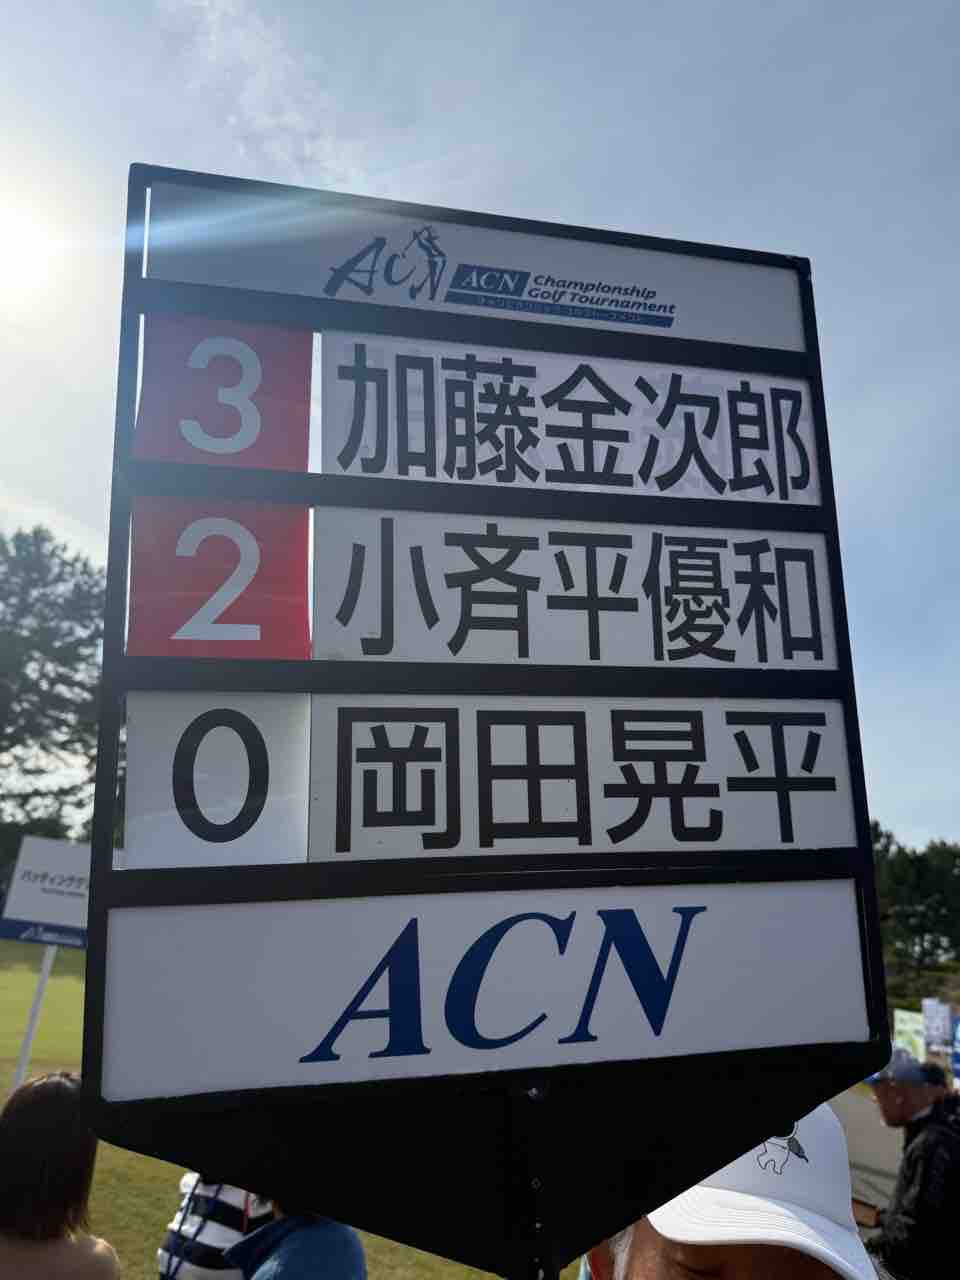 ACN
ACN Championship
Golf Tournament
3 加藤金次郎
2 小斉平優和
0 岡田晃平
ACN